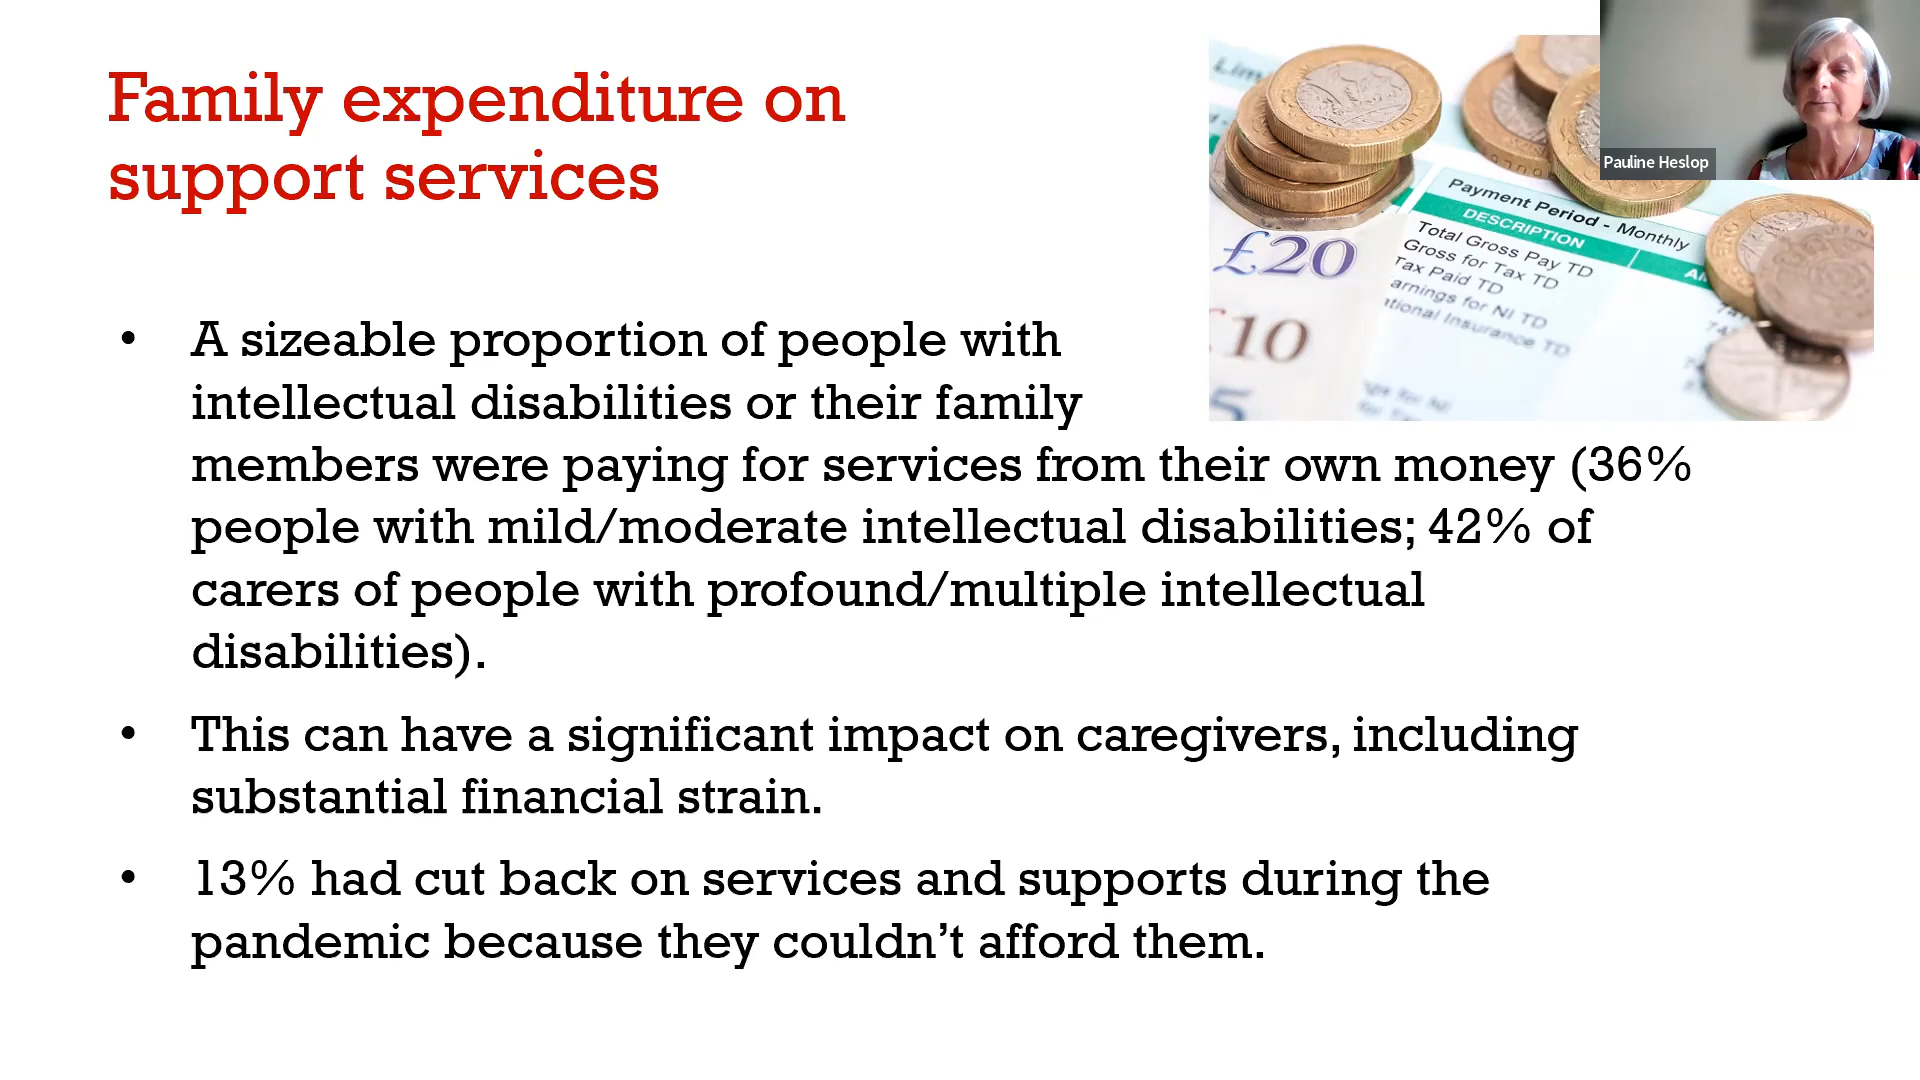 Family expenditure on
support services
Pauline Heslop
Payment Period - Monthly
DESCRIPTION
Total Gross Pay TD
Gross for Tax TD
Tax Paid TD
arnings for NI TD
ational Insurance TD
£20
10
5
• A sizeable proportion of people with
intellectual disabilities or their family
members were paying for services from their own money (36%
people with mild/moderate intellectual disabilities; 42% of
carers of people with profound/multiple intellectual
disabilities).
• This can have a significant impact on caregivers, including
substantial financial strain.
• 13% had cut back on services and supports during the
pandemic because they couldn’t afford them.